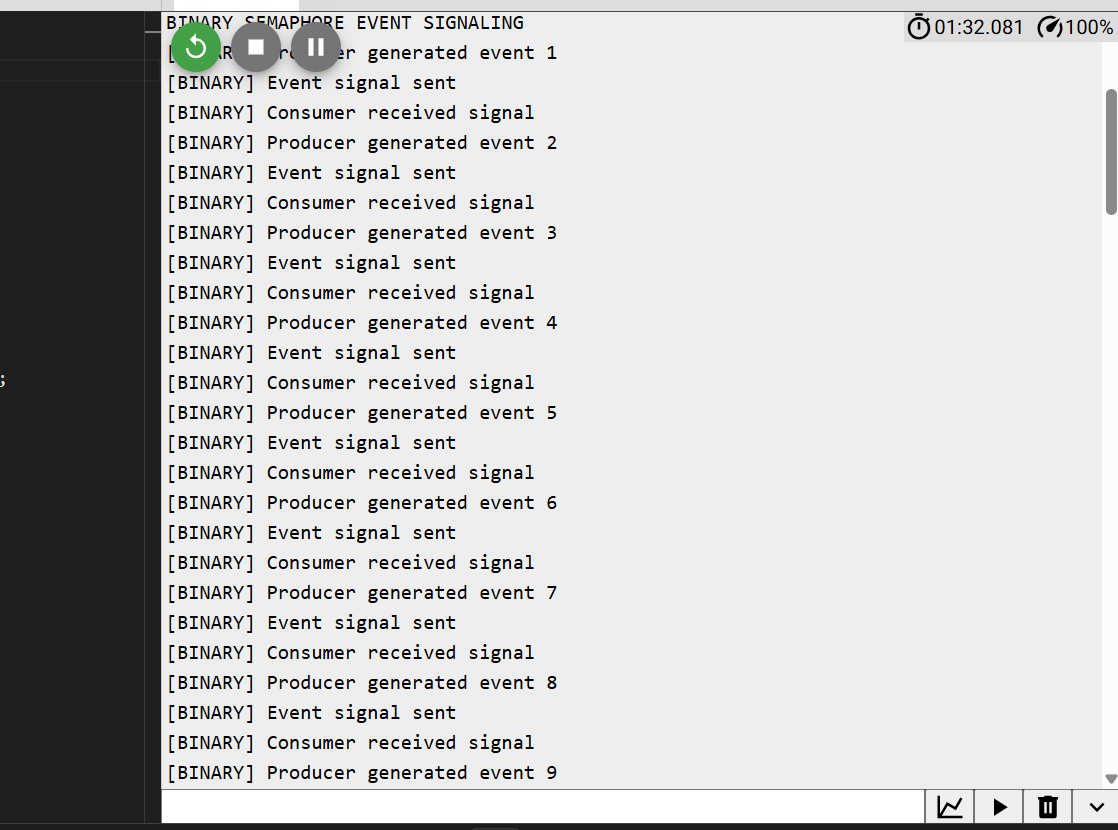 BINARY SEMAPHORE EVENT SIGNALING
01:32.081 100%
generated event 1
[BINARY] Event signal sent
[BINARY] Consumer received signal
[BINARY] Producer generated event 2
[BINARY] Event signal sent
[BINARY] Consumer received signal
[BINARY] Producer generated event 3
[BINARY] Event signal sent
[BINARY] Consumer received signal
[BINARY] Producer generated event 4
[BINARY] Event signal sent
[BINARY] Consumer received signal
[BINARY] Producer generated event 5
[BINARY] Event signal sent
[BINARY] Consumer received signal
[BINARY] Producer generated event 6
[BINARY] Event signal sent
[BINARY] Consumer received signal
[BINARY] Producer generated event 7
[BINARY] Event signal sent
[BINARY] Consumer received signal
[BINARY] Producer generated event 8
[BINARY] Event signal sent
[BINARY] Consumer received signal
[BINARY] Producer generated event 9
;